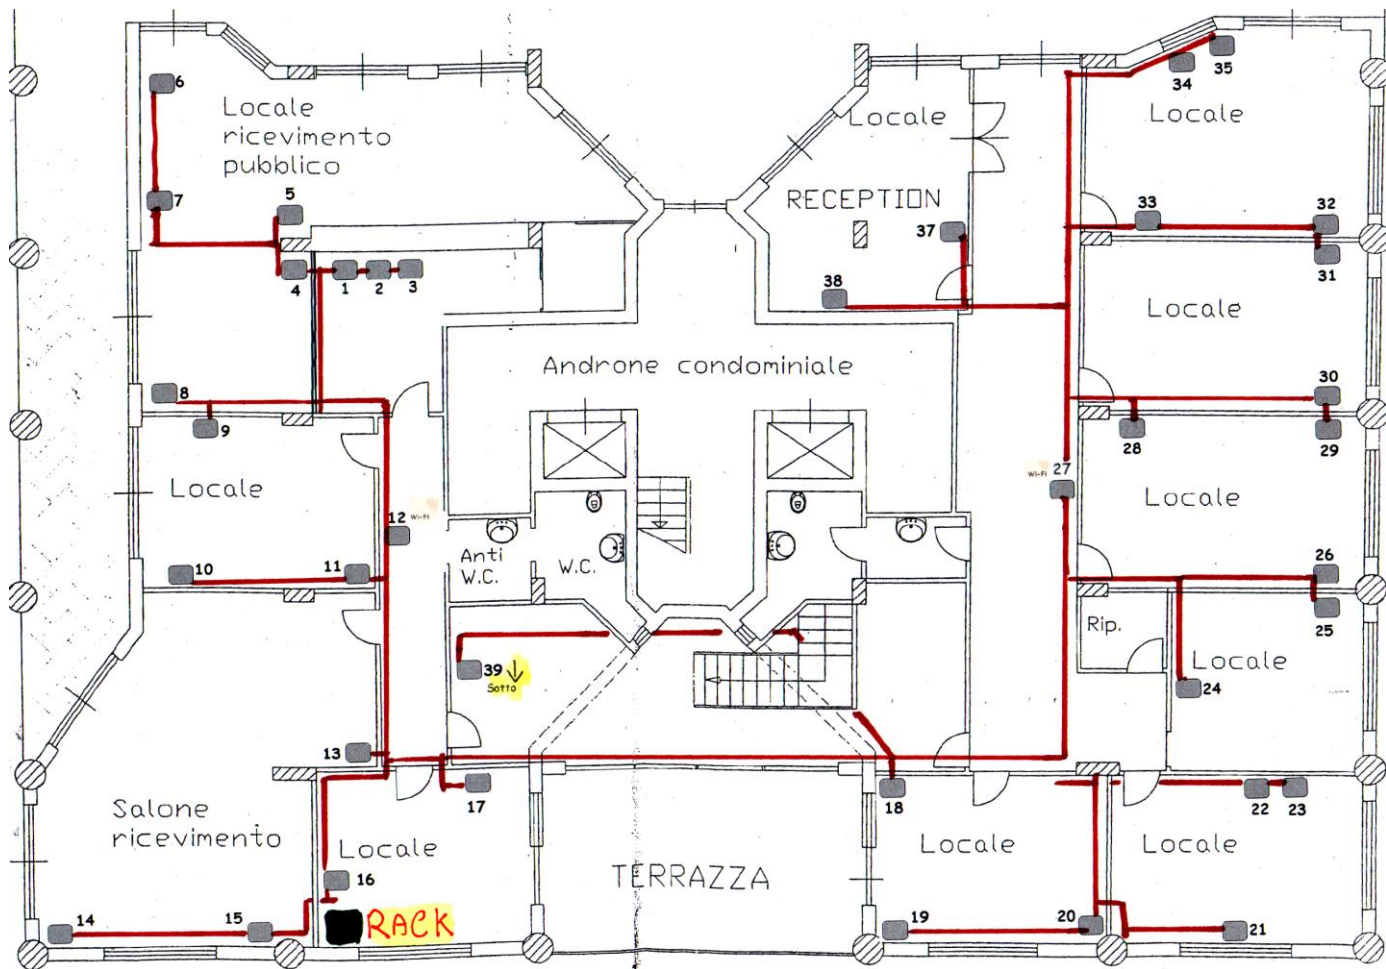 6
Locale
ricevimento
pubblico
7
5
4
1
2
3
8
9
Locale
10
11
12
Wi-Fi
13
Salone
ricevimento
14
15
16
RACK
Locale
17
Anti
W.C.
W.C.
39
Sotto
Androne condominiale
TERRAZZA
Locale
RECEPTION
37
38
34
35
Locale
33
32
31
Locale
30
28
29
Wi-Fi
27
Locale
26
25
Rip.
Locale
24
18
Locale
19
20
22
23
Locale
21